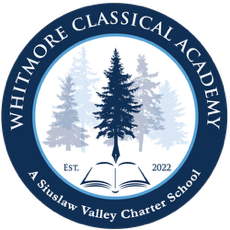 WHITMORE CLASSICAL ACADEMY
EST. 2022
A Siuslaw Valley Charter School